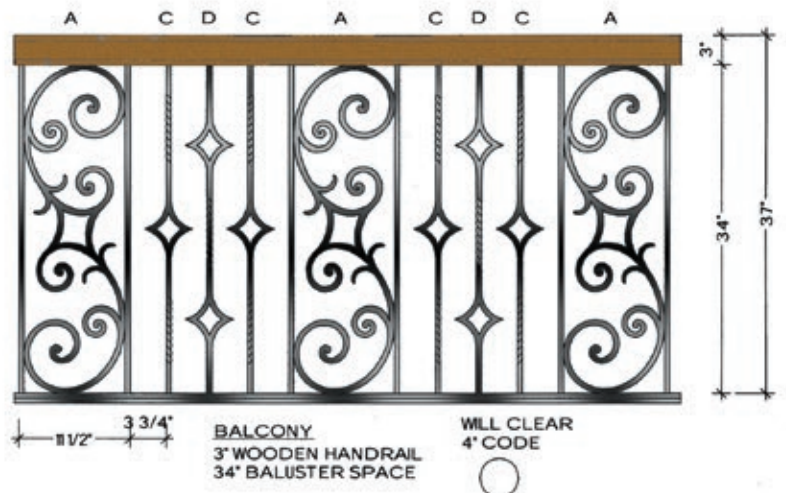 A C D C A C D C A
3"
34"
37"
3 3/4"
11 1/2"
BALCONY
3" WOODEN HANDRAIL
34" BALUSTER SPACE
WILL CLEAR
4" CODE